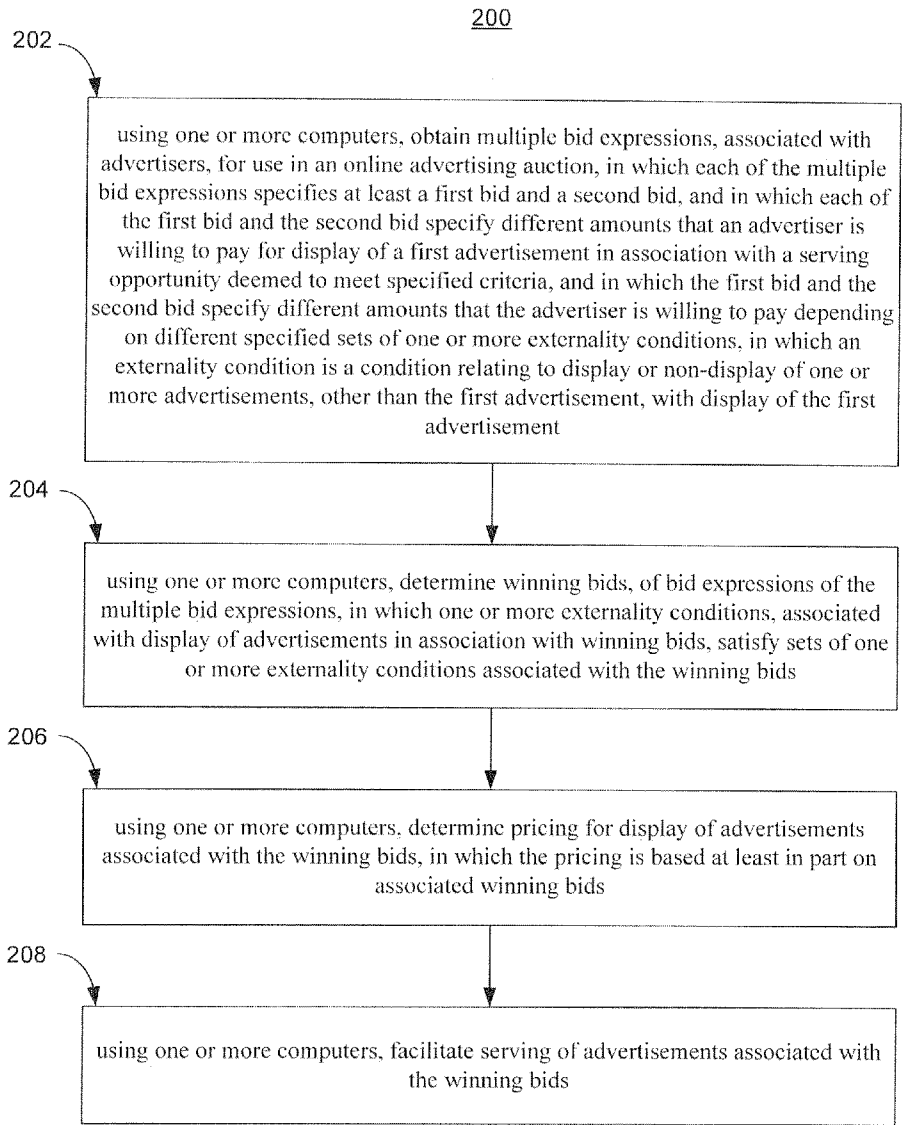 200
202
using one or more computers, obtain multiple bid expressions, associated with
advertisers, for use in an online advertising auction, in which each of the multiple
bid expressions specifies at least a first bid and a second bid, and in which each of
the first bid and the second bid specify different amounts that an advertiser is
willing to pay for display of a first advertisement in association with a serving
opportunity deemed to meet specified criteria, and in which the first bid and the
second bid specify different amounts that the advertiser is willing to pay depending
on different specified sets of one or more externality conditions, in which an
externality condition is a condition relating to display or non-display of one or
more advertisements, other than the first advertisement, with display of the first
advertisement
204
using one or more computers, determine winning bids, of bid expressions of the
multiple bid expressions, in which one or more externality conditions, associated
with display of advertisements in association with winning bids, satisfy sets of one
or more externality conditions associated with the winning bids
206
using one or more computers, determine pricing for display of advertisements
associated with the winning bids, in which the pricing is based at least in part on
associated winning bids
208
using one or more computers, facilitate serving of advertisements associated with
the winning bids